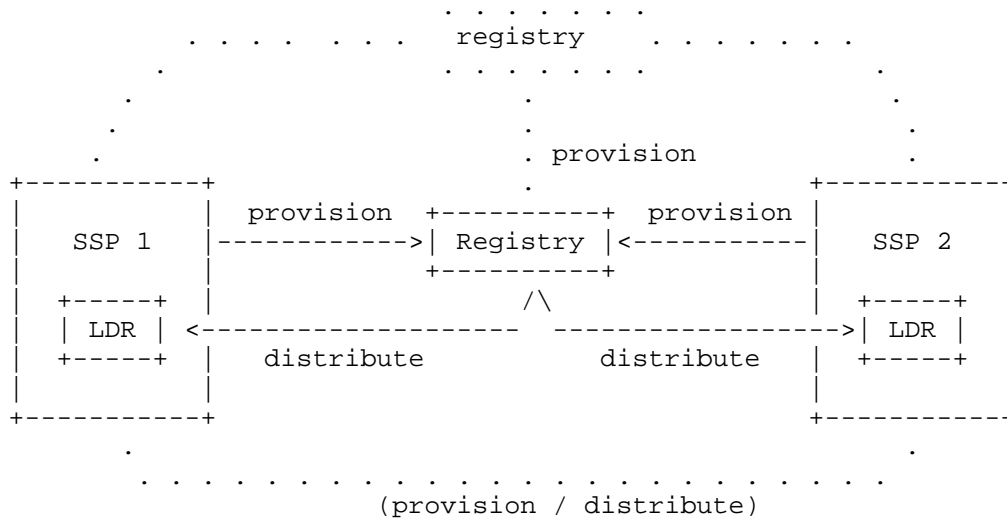 registry
provision
provision provision
SSP 1 Registry SSP 2
LDR LDR
distribute distribute
(provision / distribute)